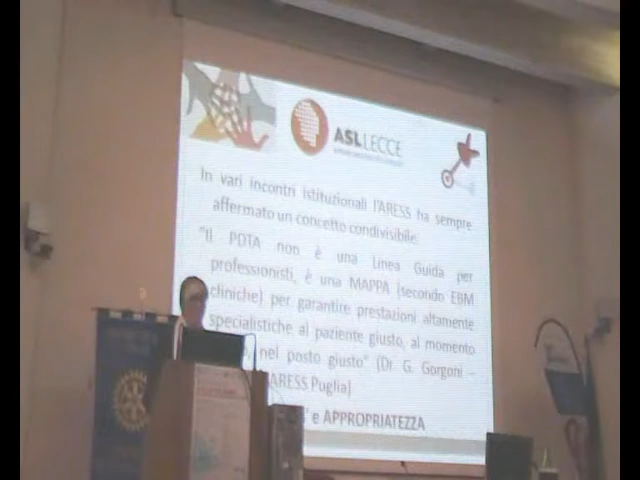 ASL LECCE
In vari incontri istituzionali l'ARESS ha sempre
affermato un concetto condivisibile:
"Il PDTA non è una Linea Guida per
professionisti, è una MAPPA (secondo EBM
cliniche) per garantire prestazioni altamente
specialistiche al paziente giusto, al momento
nel posto giusto" (Dr G. Gorgoni -
ARESS Puglia)
e APPROPRIATEZZA